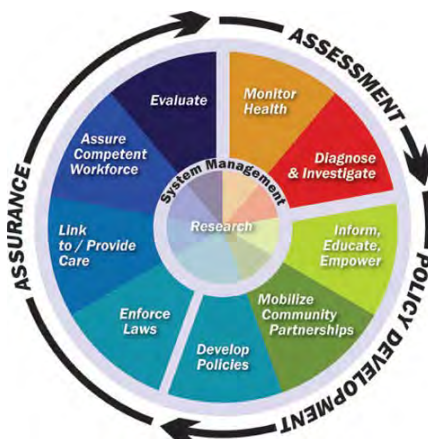 ASSESSMENT
POLICY DEVELOPMENT
ASSURANCE
Monitor
Health
Diagnose
& Investigate
Inform,
Educate,
Empower
Mobilize
Community
Partnerships
Develop
Policies
Enforce
Laws
Link
to / Provide
Care
Assure
Competent
Workforce
Evaluate
System Management
Research